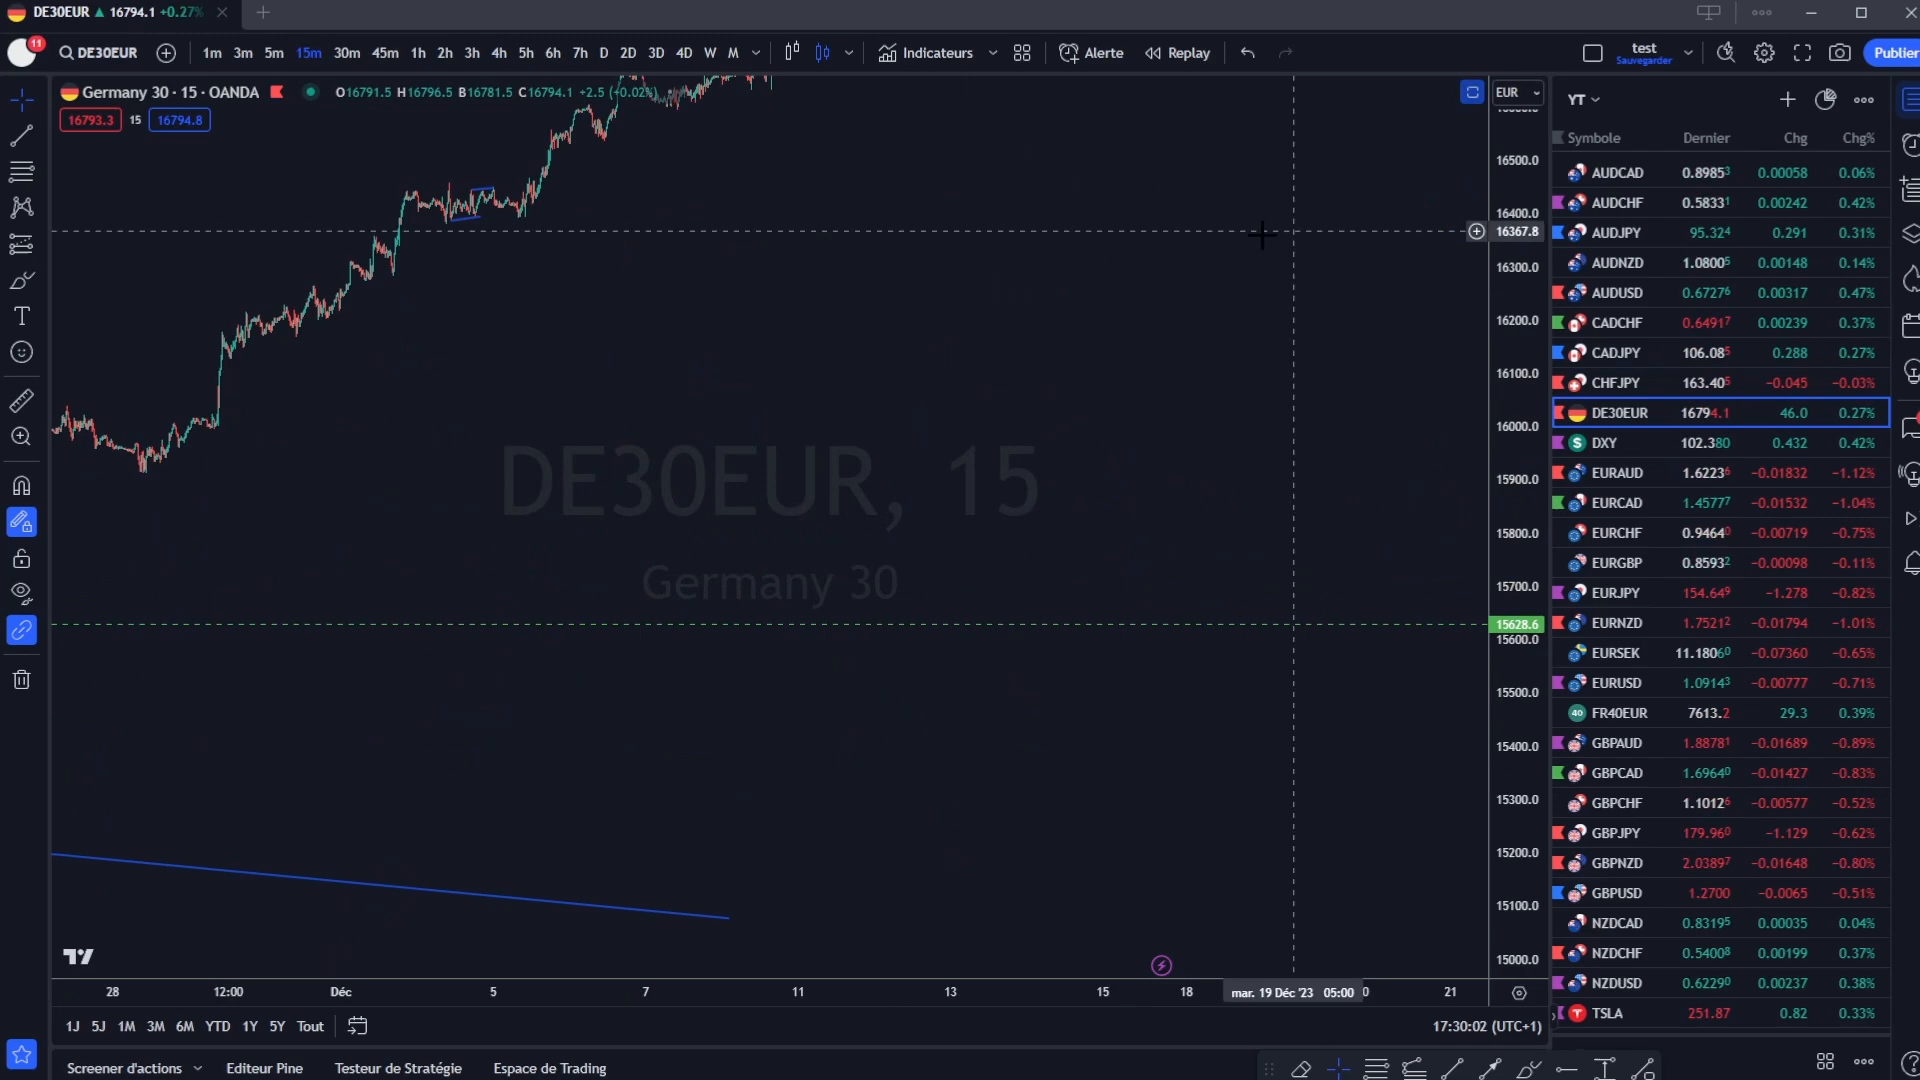 DE30EUR ▲ 16794.1 +0.27%
11 DE30EUR 1m 3m 5m 15m 30m 45m 1h 2h 3h 4h 5h 6h 7h D 2D 3D 4D W M Indicateurs Alerte Replay test Publier
Sauvegarder
Germany 30 · 15 · OANDA O16791.5 H16796.5 B16781.5 C16794.1 +2.5 (+0.02%) EUR
16793.3 15 16794.8
16500.0
16400.0
16367.8
16300.0
16200.0
16100.0
16000.0
15900.0
15800.0
15700.0
15628.6
15600.0
15500.0
15400.0
15300.0
15200.0
15100.0
15000.0
DE30EUR, 15
Germany 30
28 12:00 Déc 5 7 11 13 15 18 mar. 19 Déc '23 05:00 21
1J 5J 1M 3M 6M YTD 1Y 5Y Tout 17:30:02 (UTC+1)
Screener d'actions Editeur Pine Testeur de Stratégie Espace de Trading
YT
Symbole Dernier Chg Chg%
AUDCAD 0.89853 0.00058 0.06%
AUDCHF 0.58331 0.00242 0.42%
AUDJPY 95.324 0.291 0.31%
AUDNZD 1.08005 0.00148 0.14%
AUDUSD 0.67276 0.00317 0.47%
CADCHF 0.64917 0.00239 0.37%
CADJPY 106.085 0.288 0.27%
CHFJPY 163.405 −0.045 −0.03%
DE30EUR 16794.1 46.0 0.27%
DXY 102.380 0.432 0.42%
EURAUD 1.62236 −0.01832 −1.12%
EURCAD 1.45777 −0.01532 −1.04%
EURCHF 0.94640 −0.00719 −0.75%
EURGBP 0.85932 −0.00098 −0.11%
EURJPY 154.649 −1.278 −0.82%
EURNZD 1.75212 −0.01794 −1.01%
EURSEK 11.18060 −0.07360 −0.65%
EURUSD 1.09143 −0.00777 −0.71%
40 FR40EUR 7613.2 29.3 0.39%
GBPAUD 1.88781 −0.01689 −0.89%
GBPCAD 1.69640 −0.01427 −0.83%
GBPCHF 1.10126 −0.00577 −0.52%
GBPJPY 179.960 −1.129 −0.62%
GBPNZD 2.03897 −0.01648 −0.80%
GBPUSD 1.2700 −0.0065 −0.51%
NZDCAD 0.83195 0.00035 0.04%
NZDCHF 0.54008 0.00199 0.37%
NZDUSD 0.62290 0.00237 0.38%
TSLA 251.87 0.82 0.33%